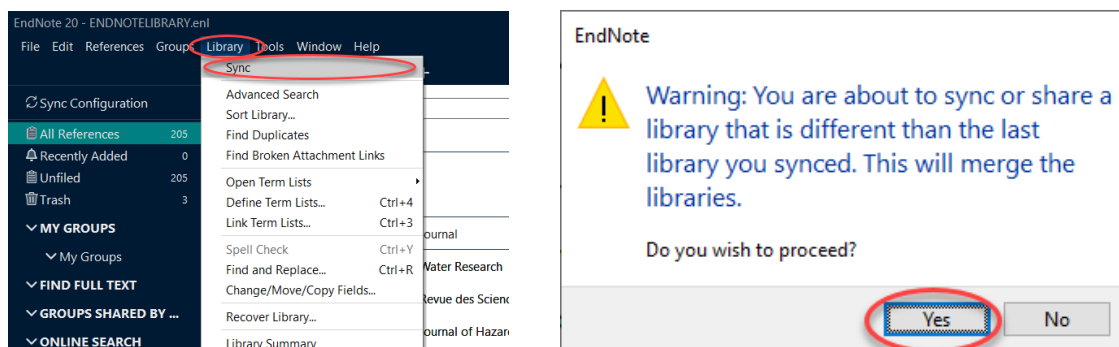 EndNote 20 - ENDNOTELIBRARY.enl
File Edit References Groups Library Tools Window Help
Sync
Sync Configuration
All References 205
Recently Added 0
Unfiled 205
Trash 3
MY GROUPS
My Groups
FIND FULL TEXT
GROUPS SHARED BY ...
ONLINE SEARCH
Advanced Search
Sort Library...
Find Duplicates
Find Broken Attachment Links
Open Term Lists
Define Term Lists... Ctrl+4
Link Term Lists... Ctrl+3
Spell Check Ctrl+Y
Find and Replace... Ctrl+R
Change/Move/Copy Fields...
Recover Library...
Library Summary
ournal
Water Research
Revue des Scienc
ournal of Hazar
EndNote
Warning: You are about to sync or share a
library that is different than the last
library you synced. This will merge the
libraries.
Do you wish to proceed?
Yes No